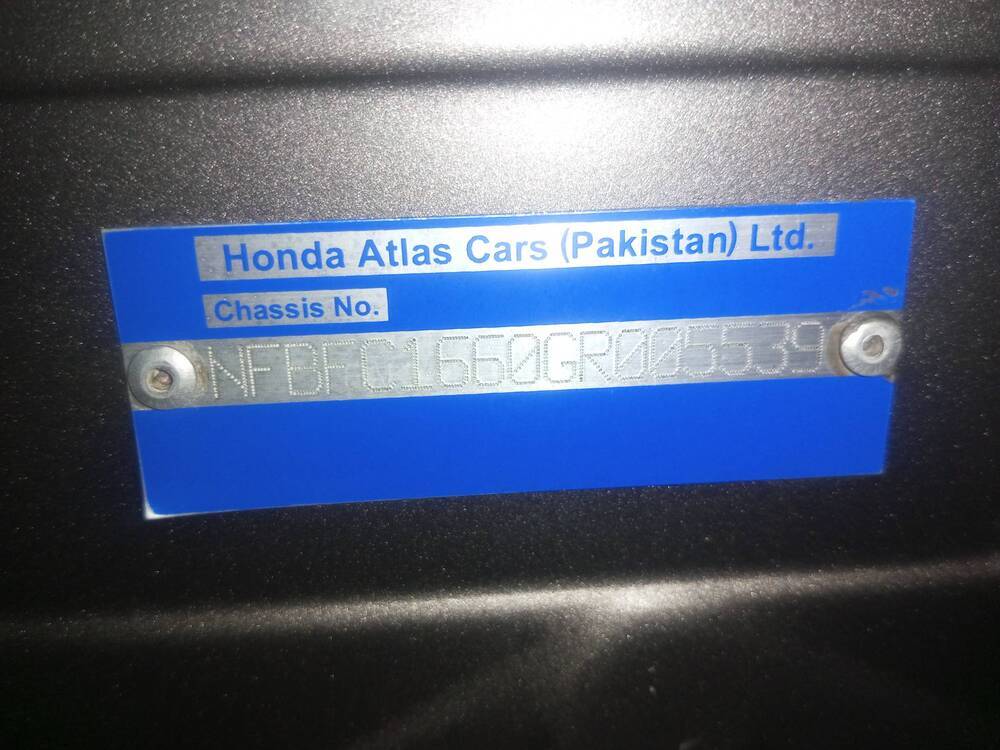 Honda Atlas Cars (Pakistan) Ltd.
Chassis No.
NFBFC1660GR005539